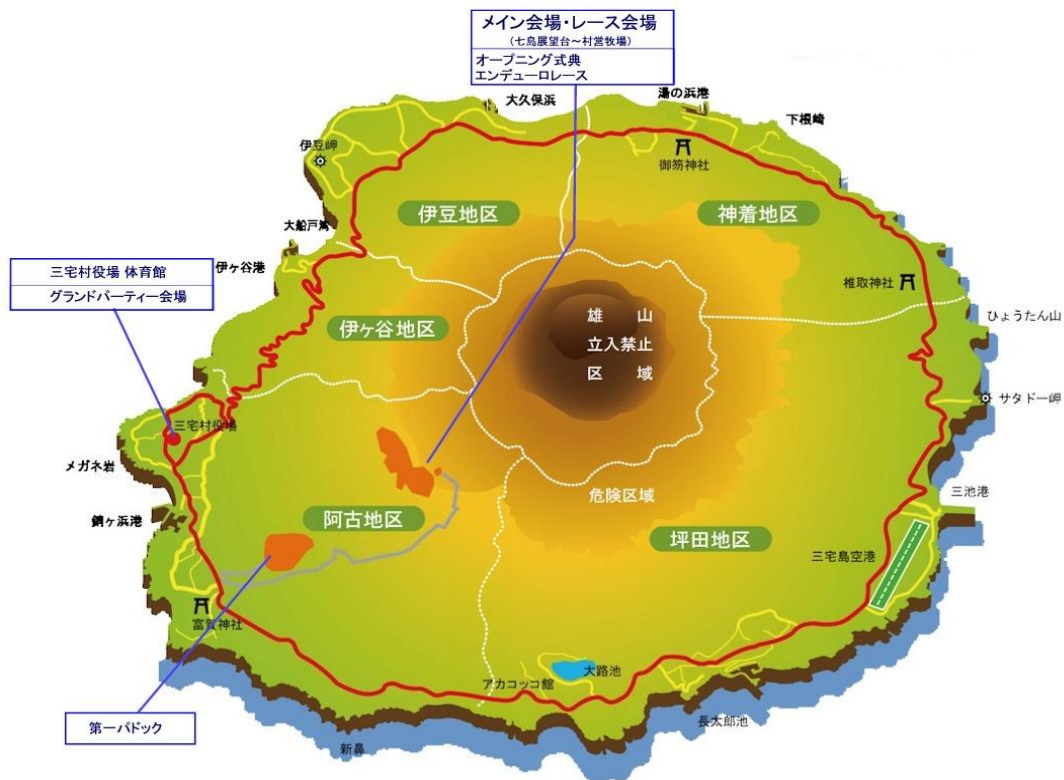 メイン会場・レース会場
（七島展望台～村営牧場）
オープニング式典
エンデューロレース
大久保浜
湯の浜港
下根崎
伊豆岬
御笏神社
伊豆地区
神着地区
大船戸湾
伊ヶ谷港
三宅村役場 体育館
グランドパーティー会場
椎取神社
雄　山
立入禁止
区　域
ひょうたん山
伊ヶ谷地区
サタドー岬
三宅村役場
メガネ岩
危険区域
三池港
阿古地区
錆ヶ浜港
坪田地区
三宅島空港
富賀神社
大路池
アカコッコ館
第一パドック
長太郎池
新鼻